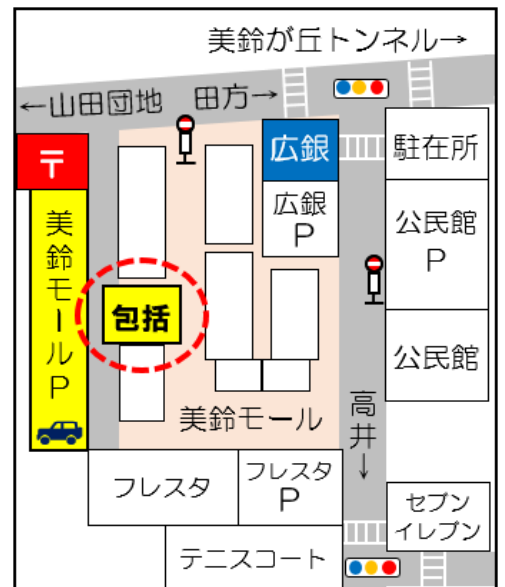 美鈴が丘トンネル→
←山田団地 田方→
〒
広銀
駐在所
広銀
P
公民館
P
美鈴モールP
包括
公民館
美鈴モール
高井↓
フレスタ
フレスタ
P
セブン
イレブン
テニスコート